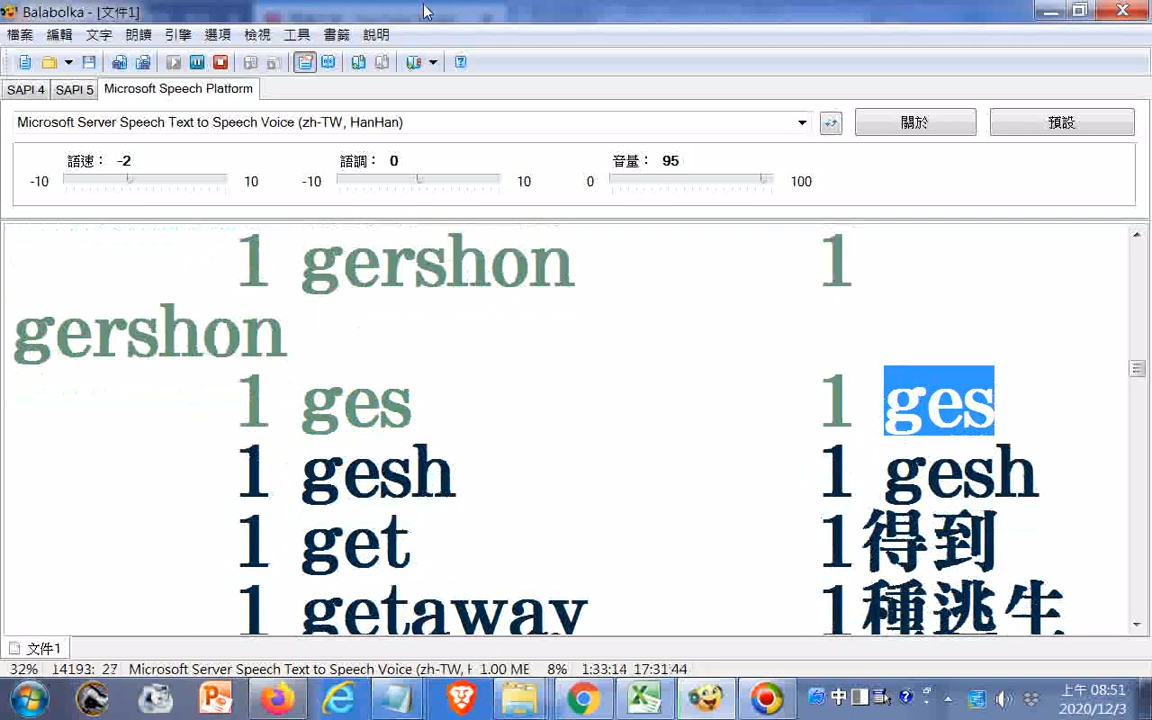 Balabolka - [文件1]
檔案 編輯 文字 朗讀 引擎 選項 檢視 工具 書籤 說明
SAPI 4 SAPI 5 Microsoft Speech Platform
Microsoft Server Speech Text to Speech Voice (zh-TW, HanHan) 關於 預設
語速： -2 語調： 0 音量： 95
-10 10 -10 10 0 100
1 gershon 1
gershon
1 ges 1 ges
1 gesh 1 gesh
1 get 1得到
1 getaway 1種逃生
文件1
32% 14193: 27 Microsoft Server Speech Text to Speech Voice (zh-TW, H 1.00 ME 8% 1:33:14 17:31:44
中 上午 08:51
2020/12/3